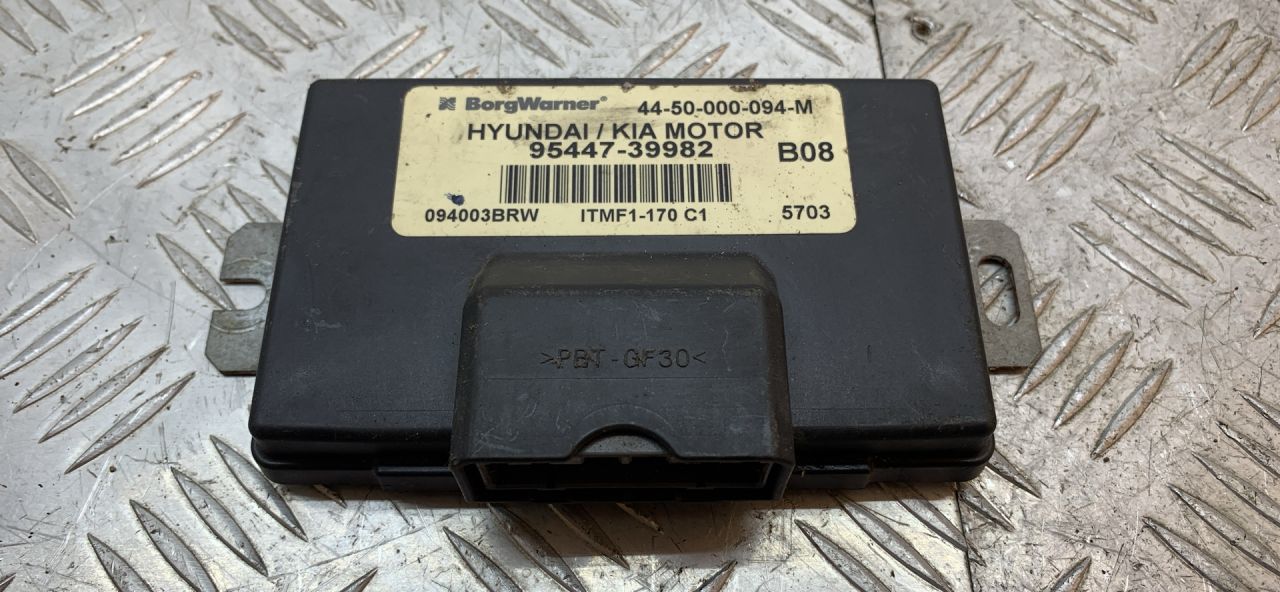 BorgWarner® 44-50-000-094-M
HYUNDAI / KIA MOTOR
95447-39982 B08
094003BRW ITMF1-170 C1 5703
>PBT-GF30<